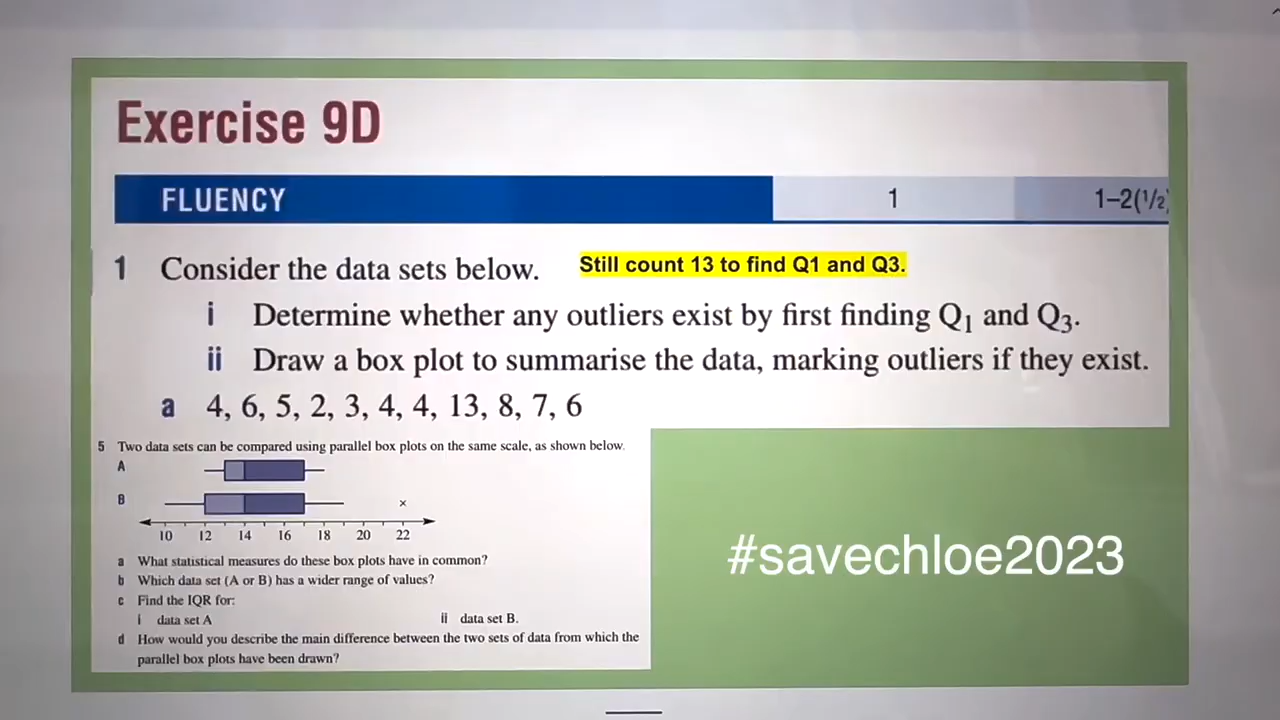 Exercise 9D
FLUENCY 1 1–2(1/2)
1 Consider the data sets below. Still count 13 to find Q1 and Q3.
i Determine whether any outliers exist by first finding Q1 and Q3.
ii Draw a box plot to summarise the data, marking outliers if they exist.
a 4, 6, 5, 2, 3, 4, 4, 13, 8, 7, 6
5 Two data sets can be compared using parallel box plots on the same scale, as shown below.
A
B
10 12 14 16 18 20 22
a What statistical measures do these box plots have in common?
b Which data set (A or B) has a wider range of values?
c Find the IQR for:
i data set A ii data set B.
d How would you describe the main difference between the two sets of data from which the
parallel box plots have been drawn?
#savechloe2023